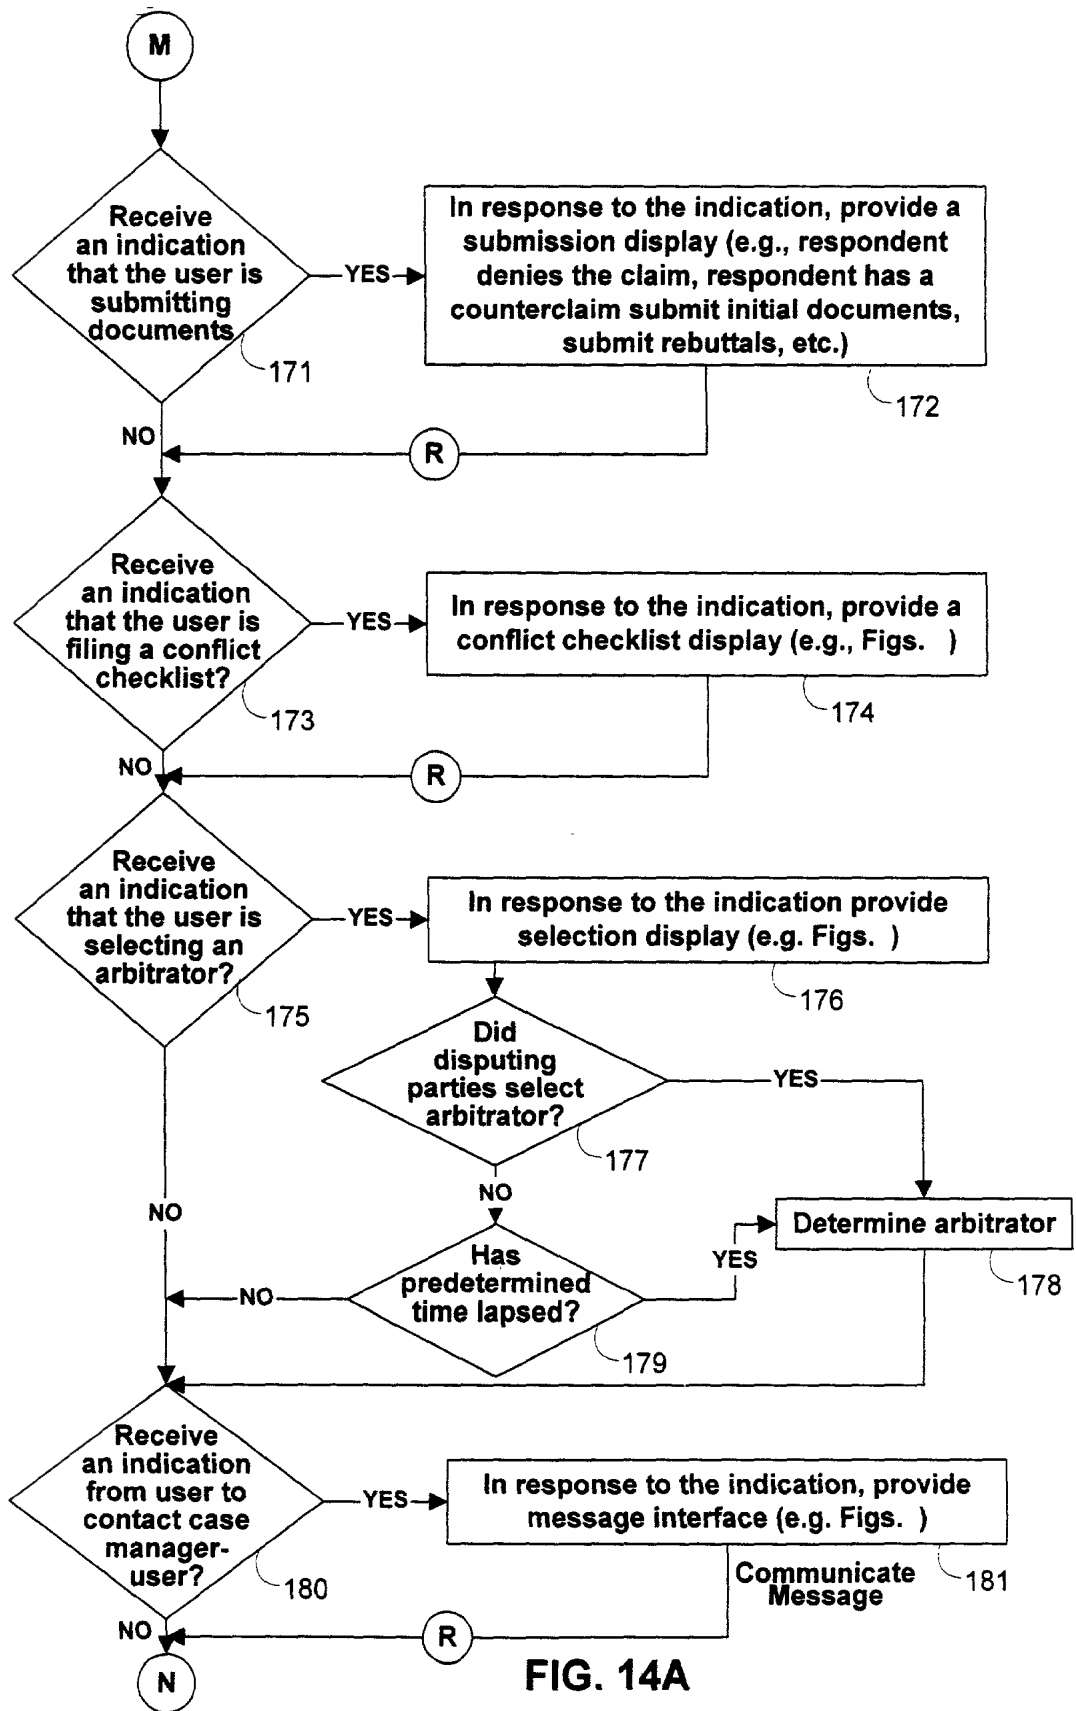 M
Receive
an indication
that the user is
submitting
documents
171
YES
In response to the indication, provide a
submission display (e.g., respondent
denies the claim, respondent has a
counterclaim submit initial documents,
submit rebuttals, etc.)
172
NO
R
Receive
an indication
that the user is
filing a conflict
checklist?
173
YES
In response to the indication, provide a
conflict checklist display (e.g., Figs.   )
174
NO
R
Receive
an indication
that the user is
selecting an
arbitrator?
175
YES
In response to the indication provide
selection display (e.g. Figs.   )
176
Did
disputing
parties select
arbitrator?
177
YES
NO
NO
Has
predetermined
time lapsed?
179
NO
YES
Determine arbitrator
178
Receive
an indication
from user to
contact case
manager-
user?
180
YES
In response to the indication, provide
message interface (e.g. Figs.   )
181
Communicate
Message
NO
R
N
FIG. 14A